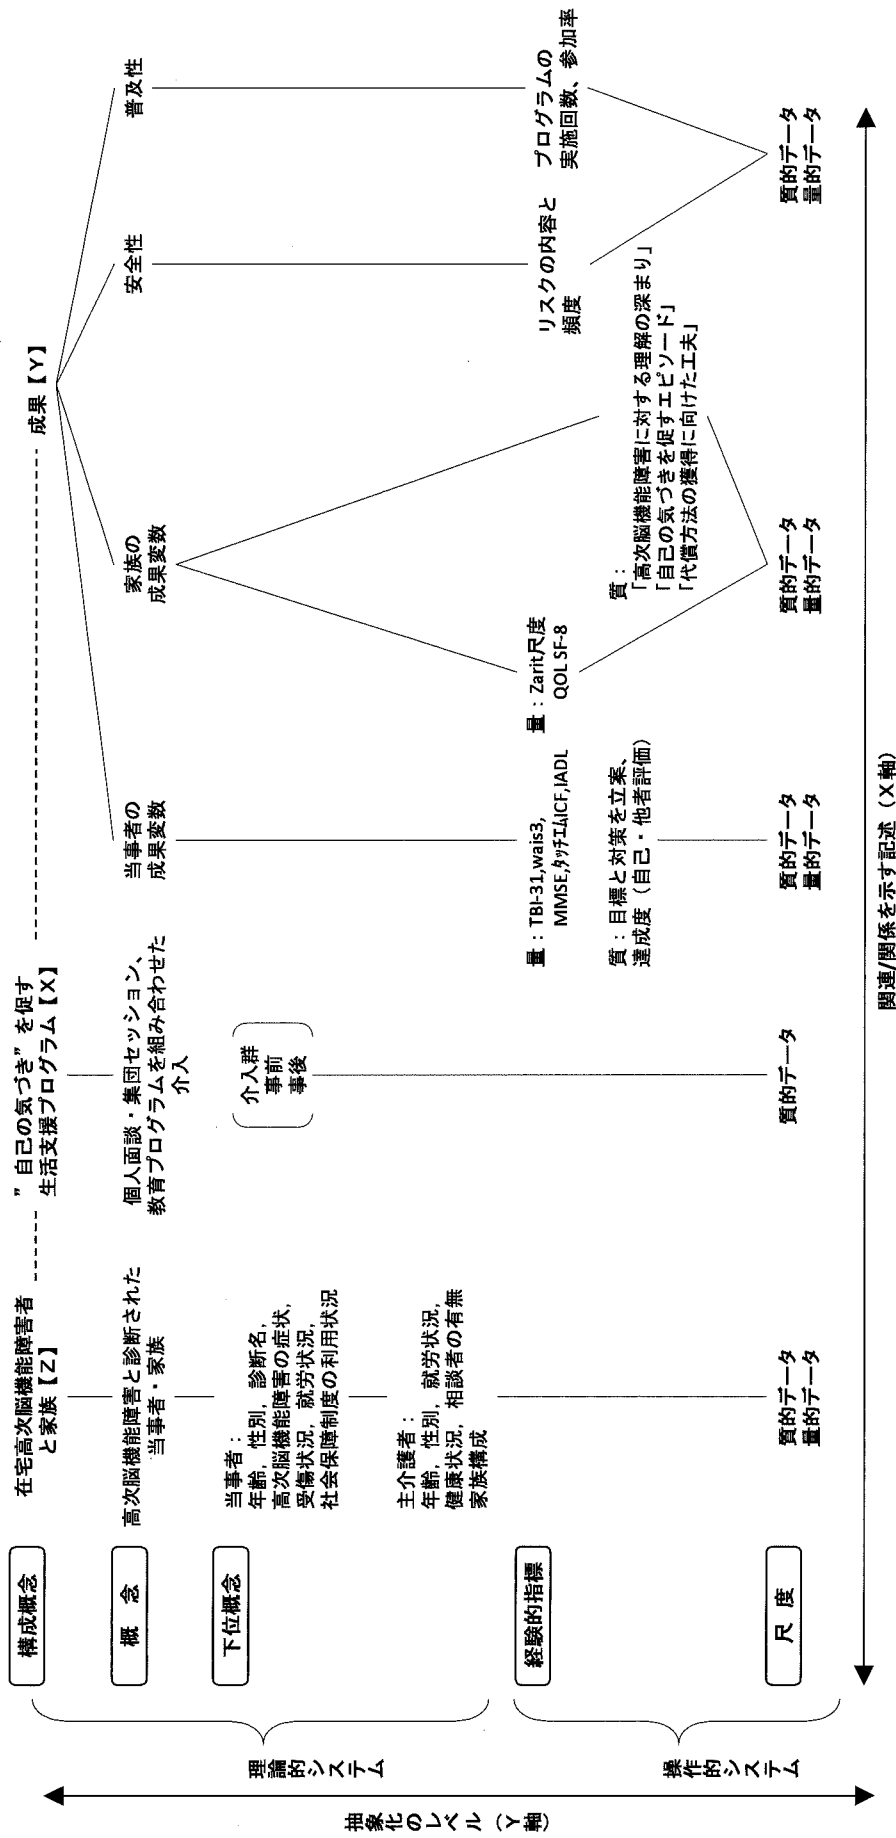 構成概念
概　念
下位概念
経験的指標
尺 度
理論的システム
操作的システム
抽象化のレベル（Y軸）
関連/関係を示す記述（X軸）
在宅高次脳機能障害者
と家族【Z】
高次脳機能障害と診断された
当事者・家族
当事者：
年齢，性別，診断名，
高次脳機能障害の症状，
受傷状況，就労状況，
社会保障制度の利用状況
主介護者：
年齢，性別，就労状況，
健康状況，相談者の有無
家族構成
質的データ
量的データ
”自己の気づき”を促す
生活支援プログラム【X】
個人面談・集団セッション、
教育プログラムを組み合わせた
介入
介入群
事前
事後
質的データ
成果【Y】
当事者の
成果変数
量：TBI-31,wais3,
MMSE,ﾀｯﾁｴﾑICF,IADL
質：目標と対策を立案、
達成度（自己・他者評価）
質的データ
量的データ
家族の
成果変数
量：Zarit尺度
QOL SF-8
質：
「高次脳機能障害に対する理解の深まり」
「自己の気づきを促すエピソード」
「代償方法の獲得に向けた工夫」
質的データ
量的データ
安全性
リスクの内容と
頻度
普及性
プログラムの
実施回数、参加率
質的データ
量的データ